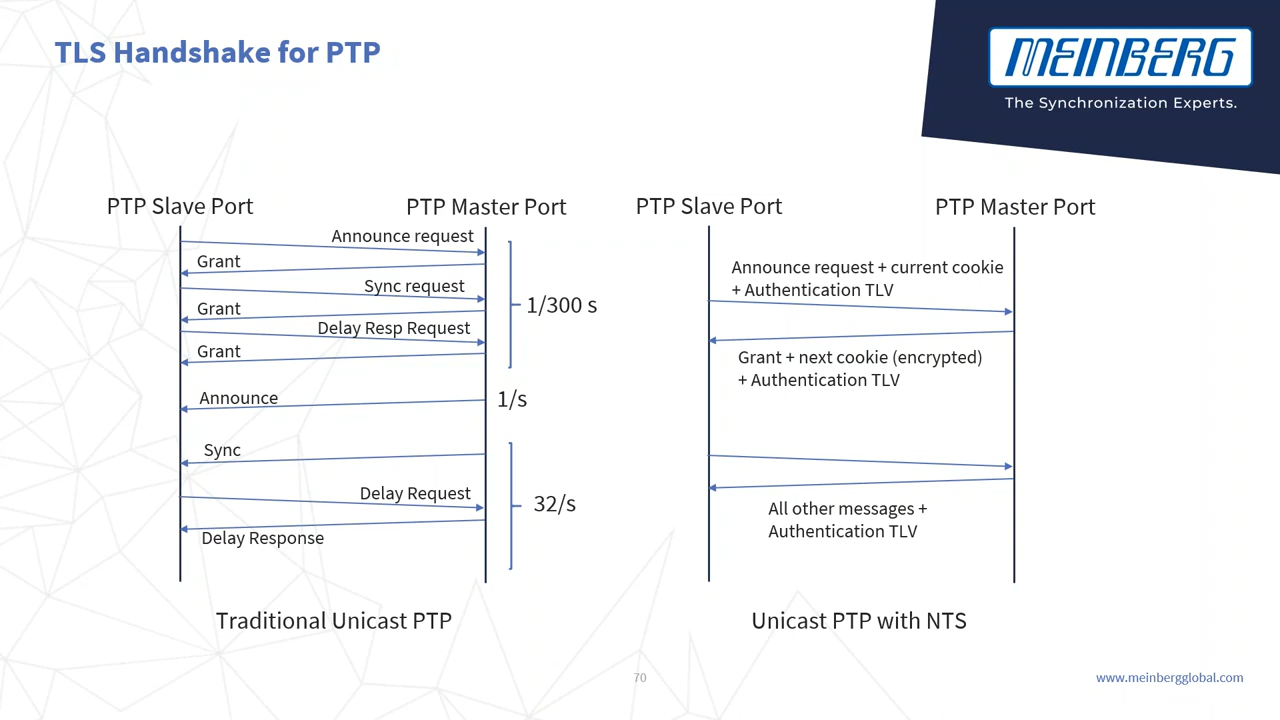 TLS Handshake for PTP
MEINBERG
The Synchronization Experts.
PTP Slave Port
PTP Master Port
Announce request
Grant
Sync request
Grant
Delay Resp Request
Grant
1/300 s
Announce
1/s
Sync
Delay Request
32/s
Delay Response
Traditional Unicast PTP
PTP Slave Port
PTP Master Port
Announce request + current cookie
+ Authentication TLV
Grant + next cookie (encrypted)
+ Authentication TLV
All other messages +
Authentication TLV
Unicast PTP with NTS
70
www.meinbergglobal.com